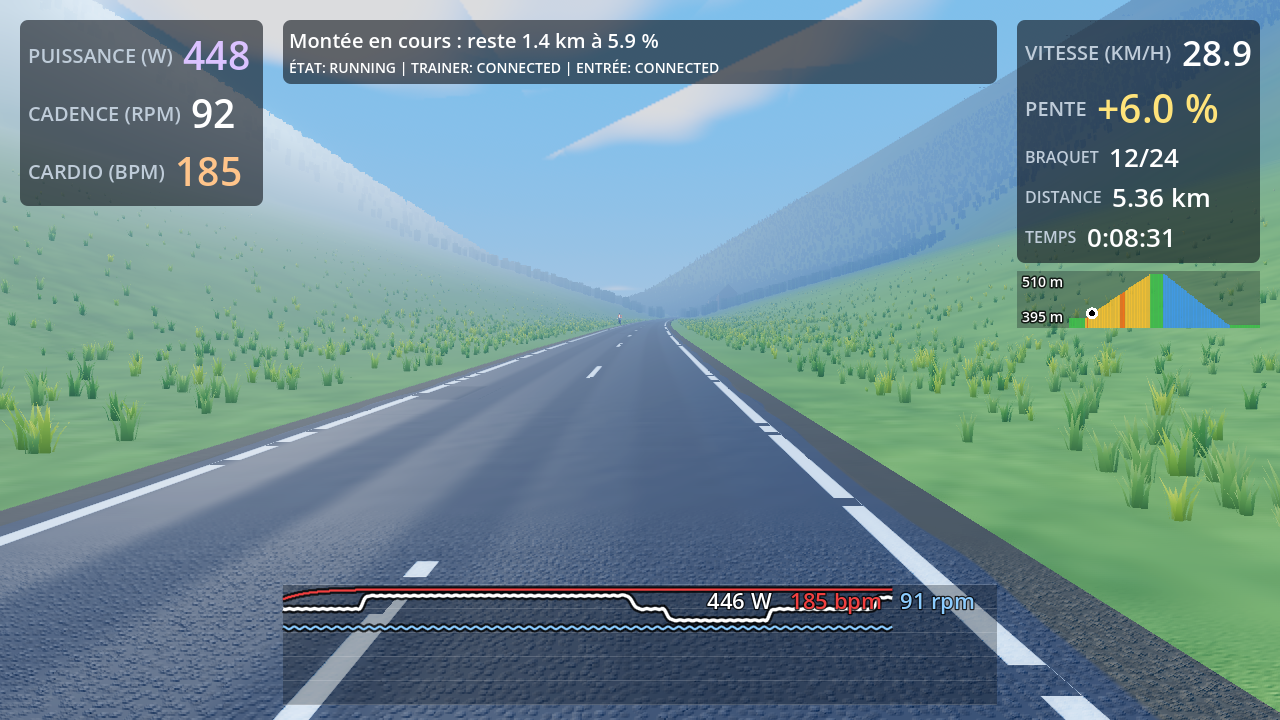 PUISSANCE (W) 448
CADENCE (RPM) 92
CARDIO (BPM) 185
Montée en cours : reste 1.4 km à 5.9 %
ÉTAT: RUNNING | TRAINER: CONNECTED | ENTRÉE: CONNECTED
VITESSE (KM/H) 28.9
PENTE +6.0 %
BRAQUET 12/24
DISTANCE 5.36 km
TEMPS 0:08:31
510 m
395 m
446 W 185 bpm 91 rpm